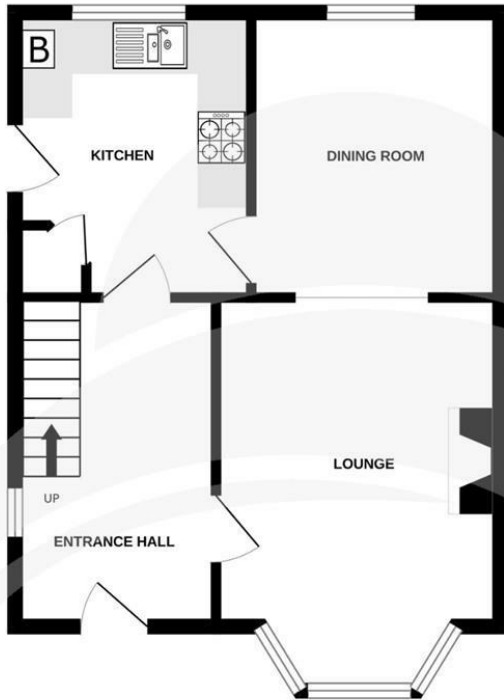 B
KITCHEN
DINING ROOM
LOUNGE
UP
ENTRANCE HALL